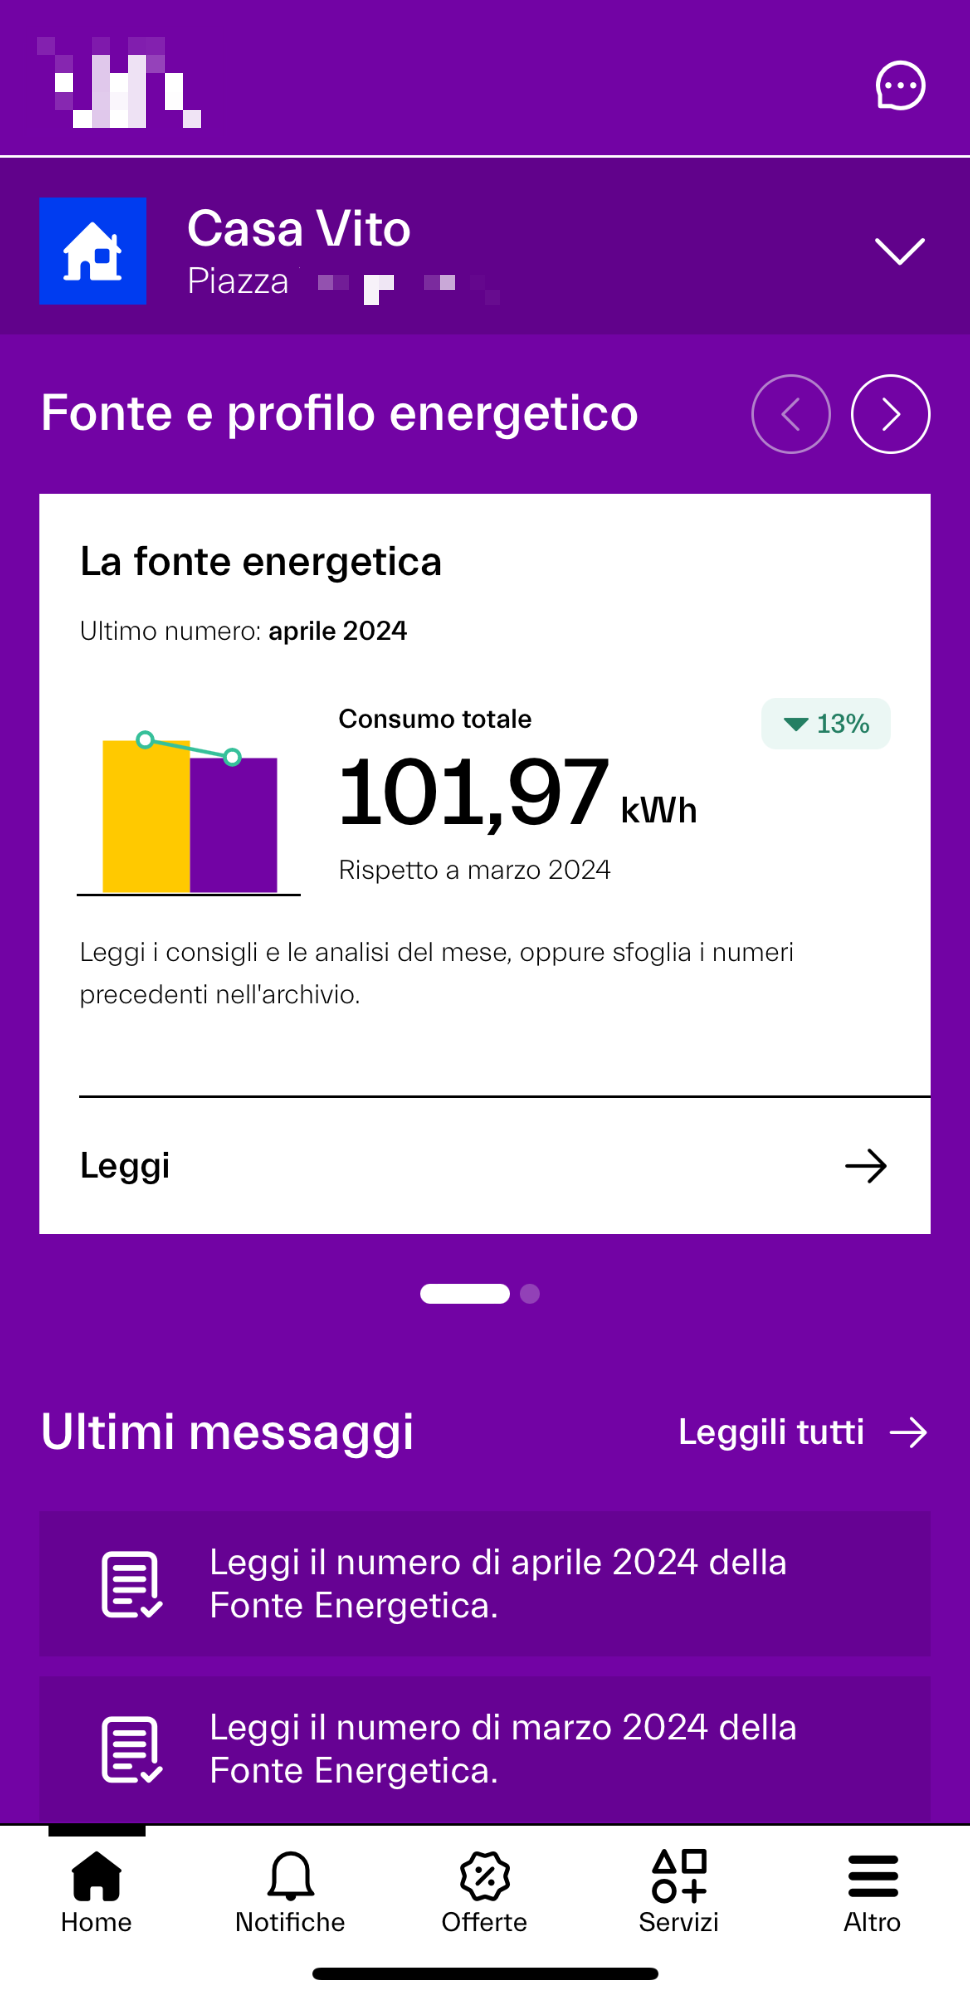 Casa Vito
Piazza
Fonte e profilo energetico
La fonte energetica
Ultimo numero: aprile 2024
Consumo totale
13%
101,97 kWh
Rispetto a marzo 2024
Leggi i consigli e le analisi del mese, oppure sfoglia i numeri
precedenti nell'archivio.
Leggi
Ultimi messaggi
Leggili tutti
Leggi il numero di aprile 2024 della
Fonte Energetica.
Leggi il numero di marzo 2024 della
Fonte Energetica.
Home
Notifiche
Offerte
Servizi
Altro